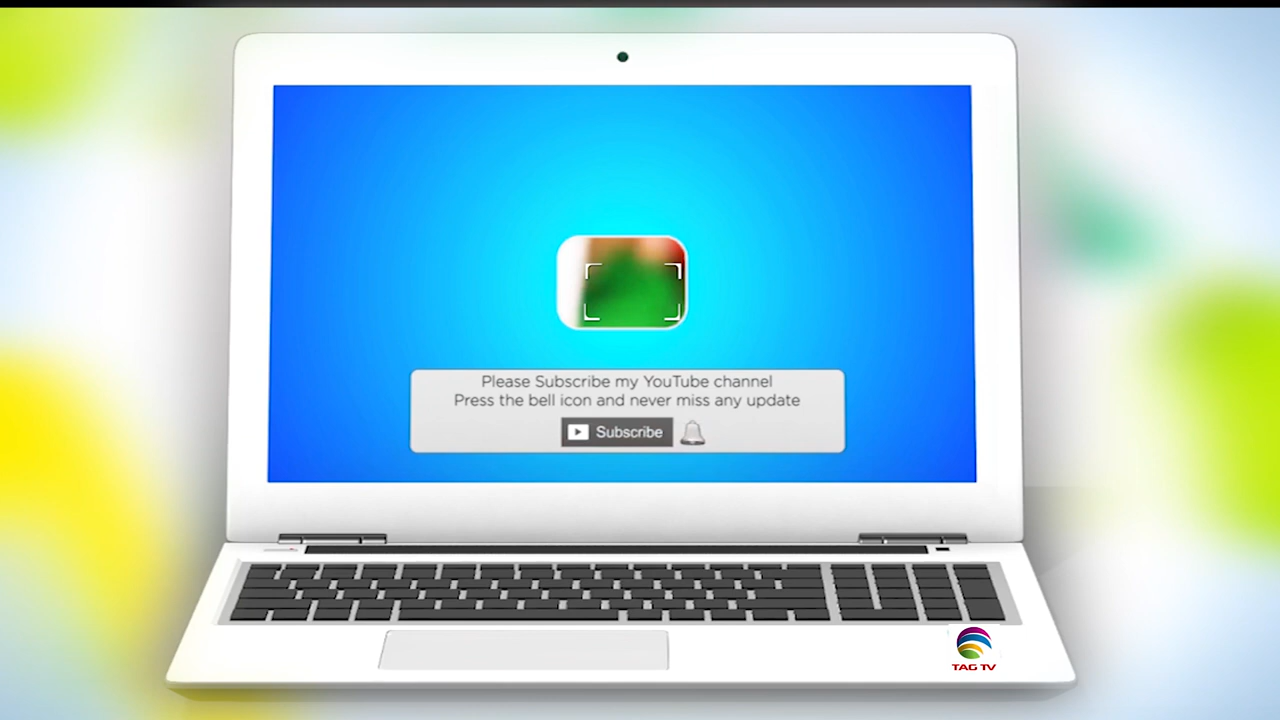 Please Subscribe my YouTube channel
Press the bell icon and never miss any update
Subscribe
TAG TV